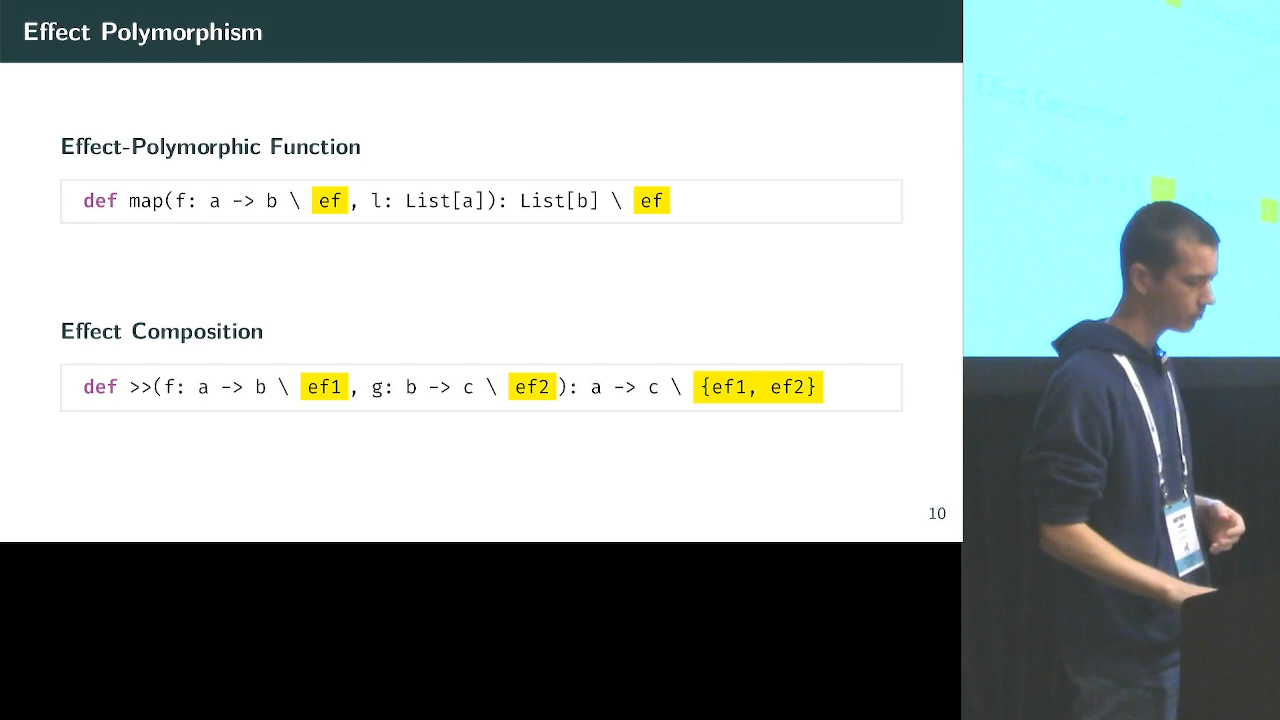 Effect Polymorphism
Effect-Polymorphic Function
def map(f: a -> b \ ef, l: List[a]): List[b] \ ef
Effect Composition
def >>(f: a -> b \ ef1, g: b -> c \ ef2): a -> c \ {ef1, ef2}
10